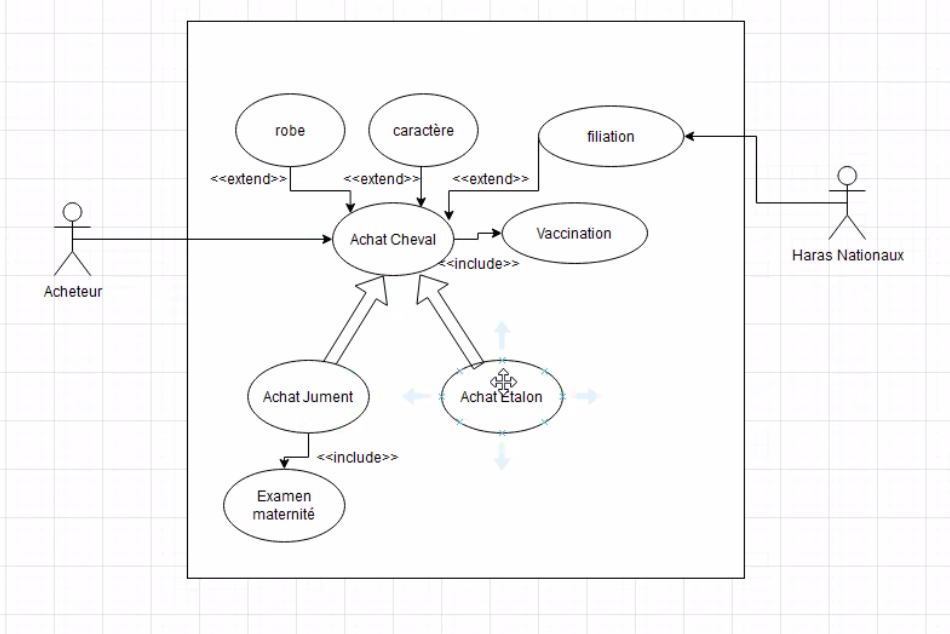 robe
caractère
filiation
<<extend>>
<<extend>>
<<extend>>
Achat Cheval
Vaccination
<<include>>
Acheteur
Haras Nationaux
Achat Jument
Achat Étalon
<<include>>
Examen
maternité